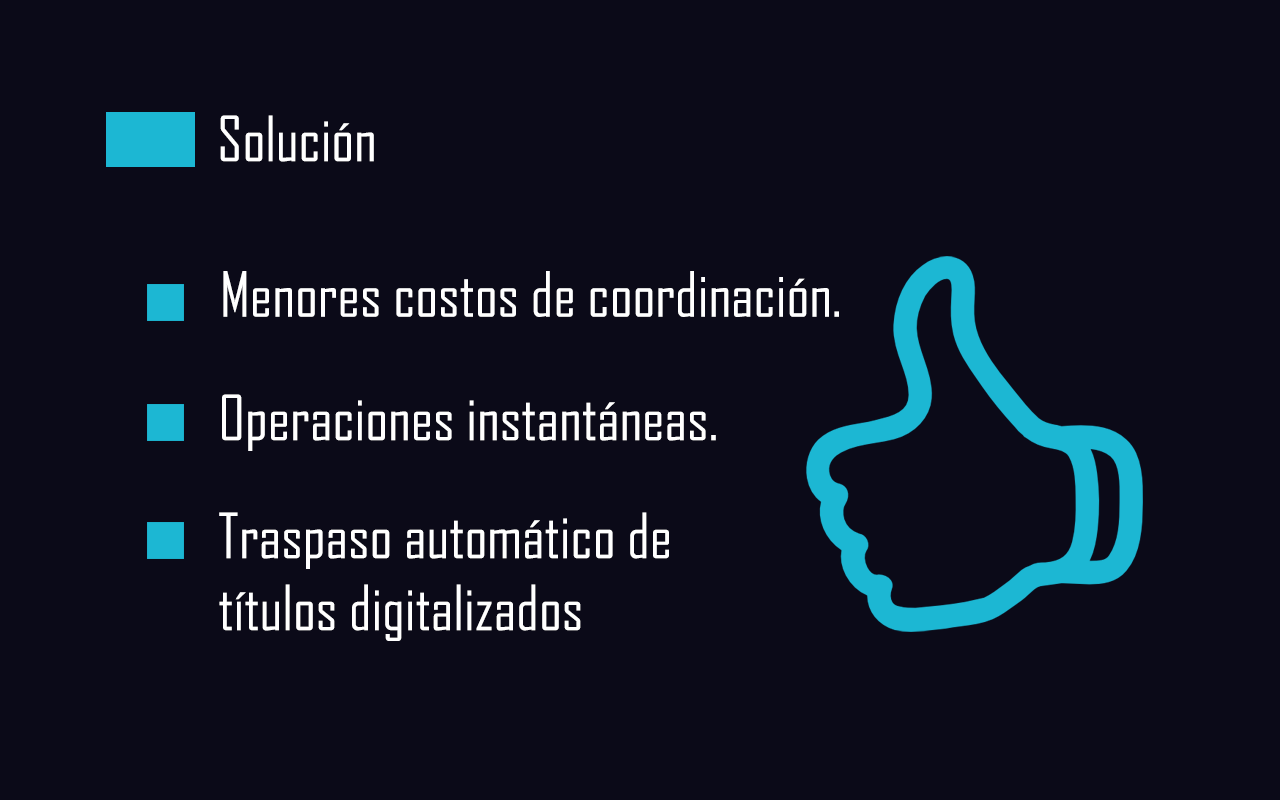 Solución
Menores costos de coordinación.
Operaciones instantáneas.
Traspaso automático de
títulos digitalizados